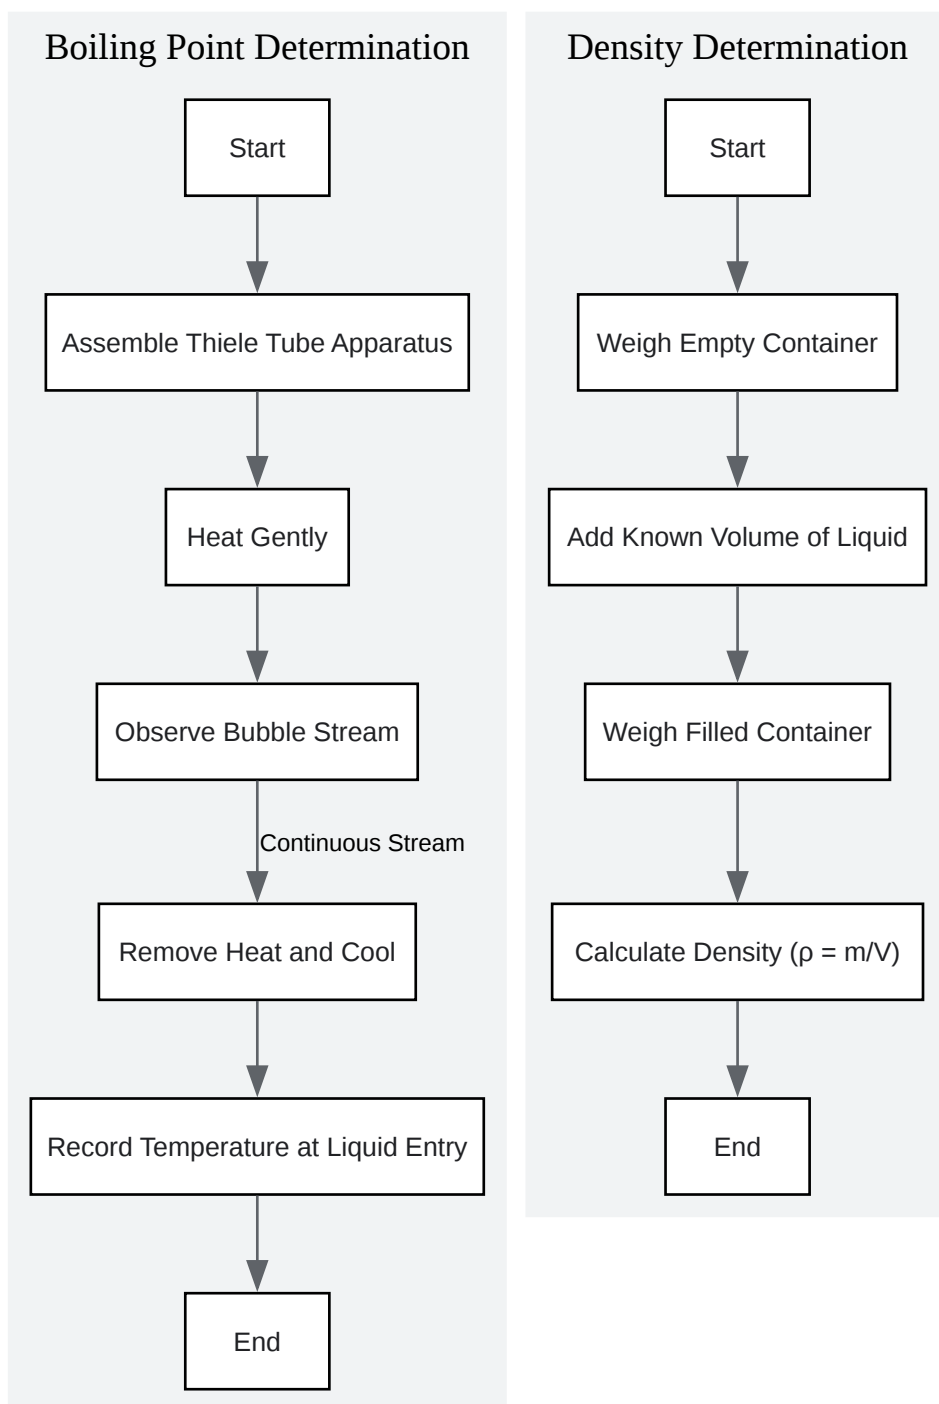 Boiling Point Determination
Start
Assemble Thiele Tube Apparatus
Heat Gently
Observe Bubble Stream
Continuous Stream
Remove Heat and Cool
Record Temperature at Liquid Entry
End
Density Determination
Start
Weigh Empty Container
Add Known Volume of Liquid
Weigh Filled Container
Calculate Density (ρ = m/V)
End